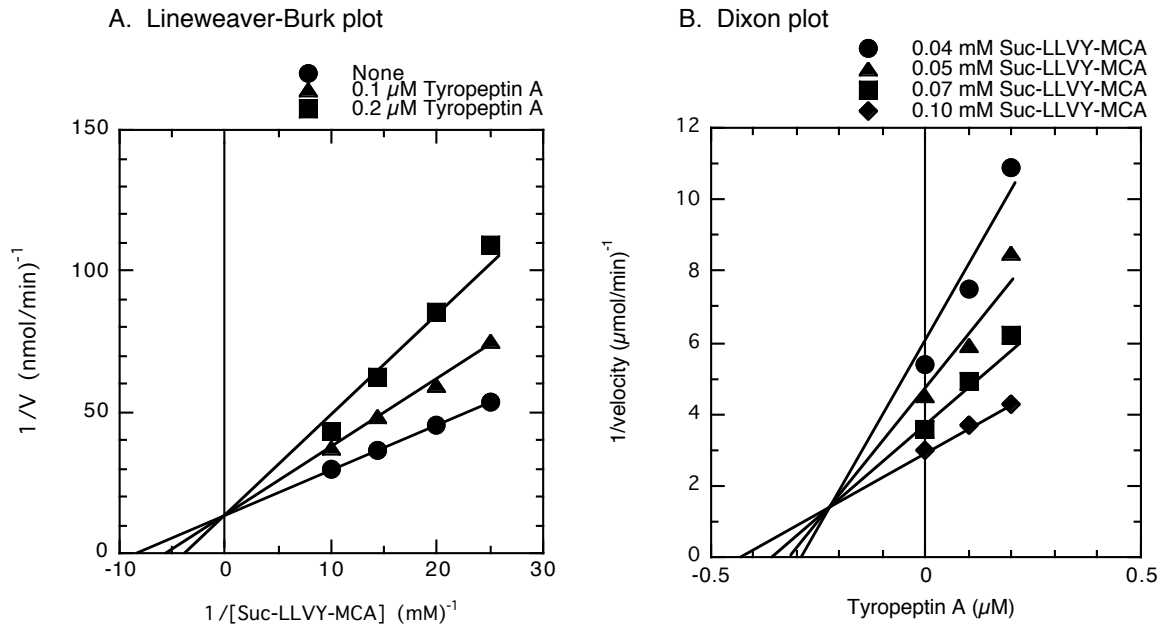 A. Lineweaver-Burk plot
None
0.1 µM Tyropeptin A
0.2 µM Tyropeptin A
150
100
50
0
-10
0
10
20
30
1/V (nmol/min)⁻¹
1/[Suc-LLVY-MCA] (mM)⁻¹
B. Dixon plot
0.04 mM Suc-LLVY-MCA
0.05 mM Suc-LLVY-MCA
0.07 mM Suc-LLVY-MCA
0.10 mM Suc-LLVY-MCA
12
10
8
6
4
2
0
-0.5
0
0.5
1/velocity (µmol/min)⁻¹
Tyropeptin A (µM)